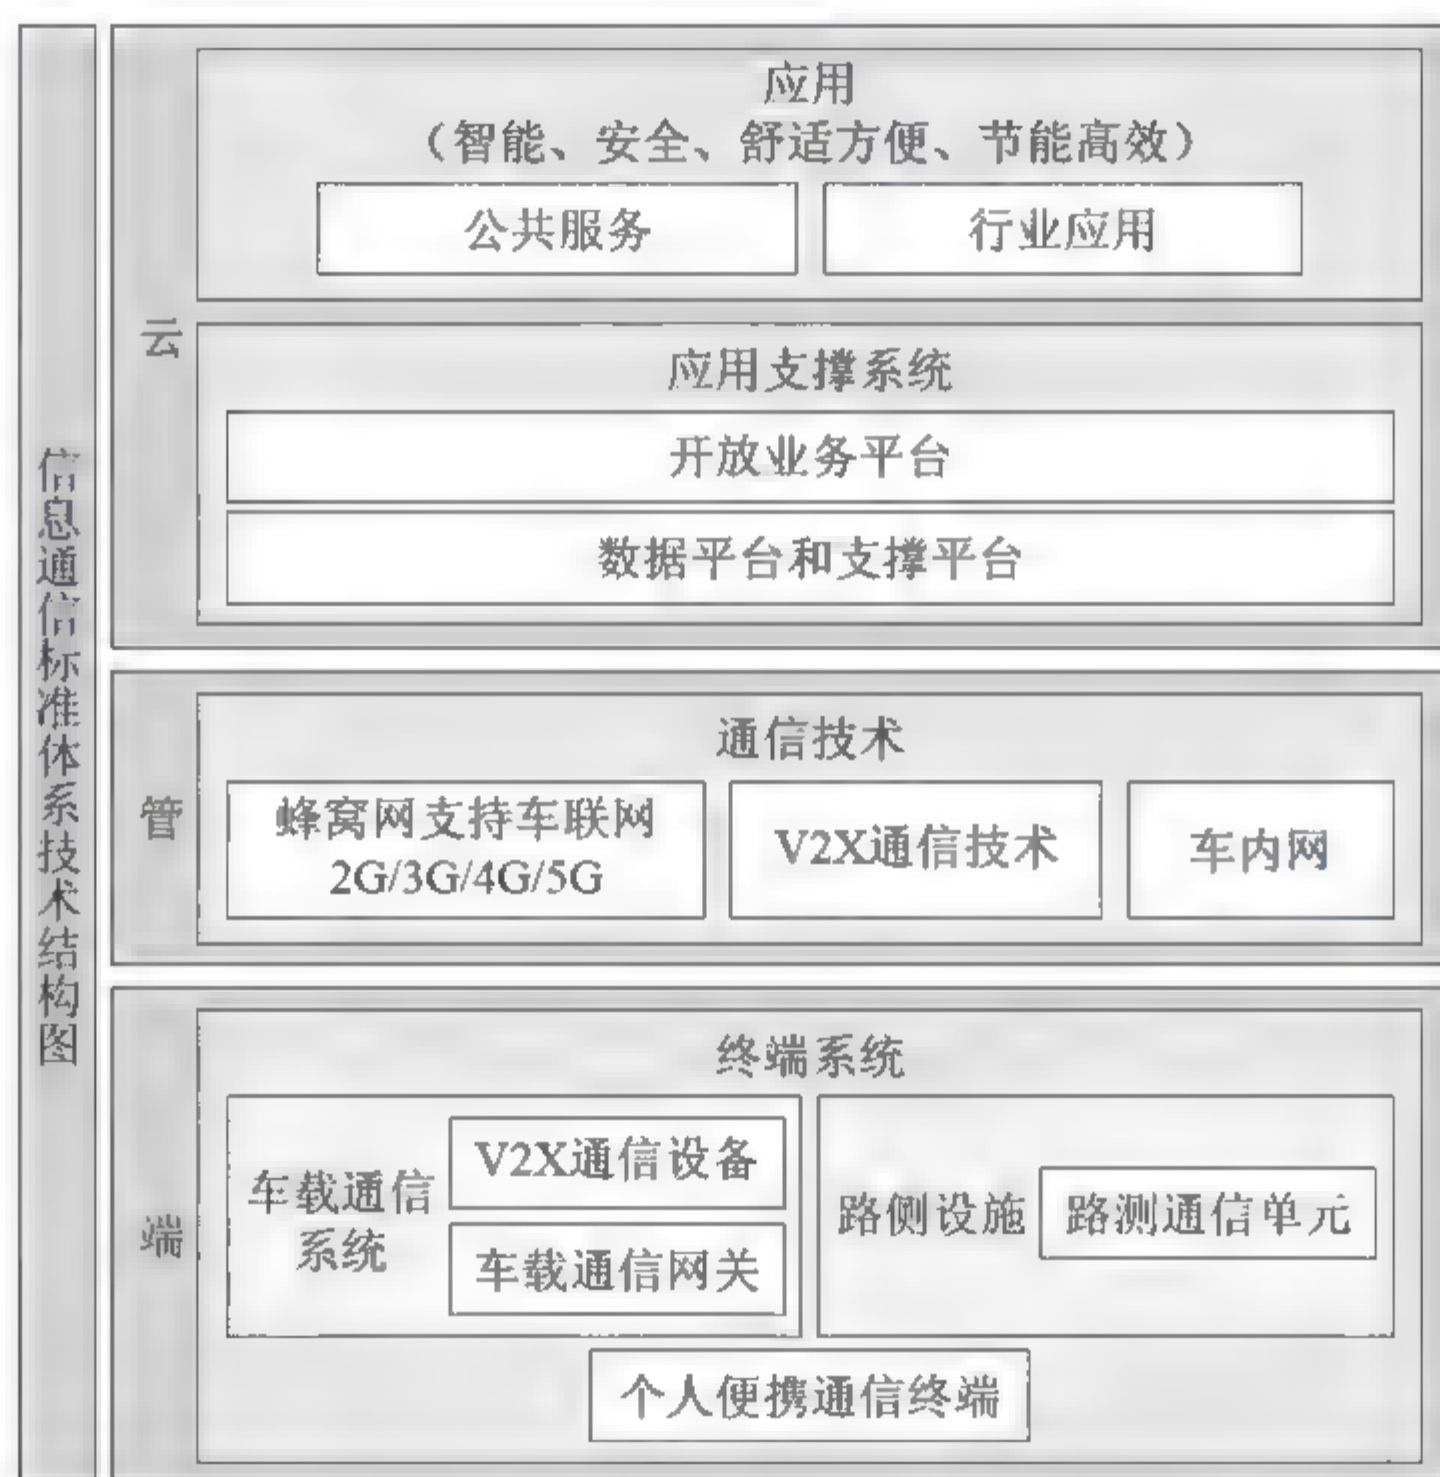 信息通信标准体系技术结构图
云
应用
（智能、安全、舒适方便、节能高效）
公共服务
行业应用
应用支撑系统
开放业务平台
数据平台和支撑平台
管
通信技术
蜂窝网支持车联网
2G/3G/4G/5G
V2X通信技术
车内网
端
终端系统
车载通信
系统
V2X通信设备
车载通信网关
路侧设施
路测通信单元
个人便携通信终端